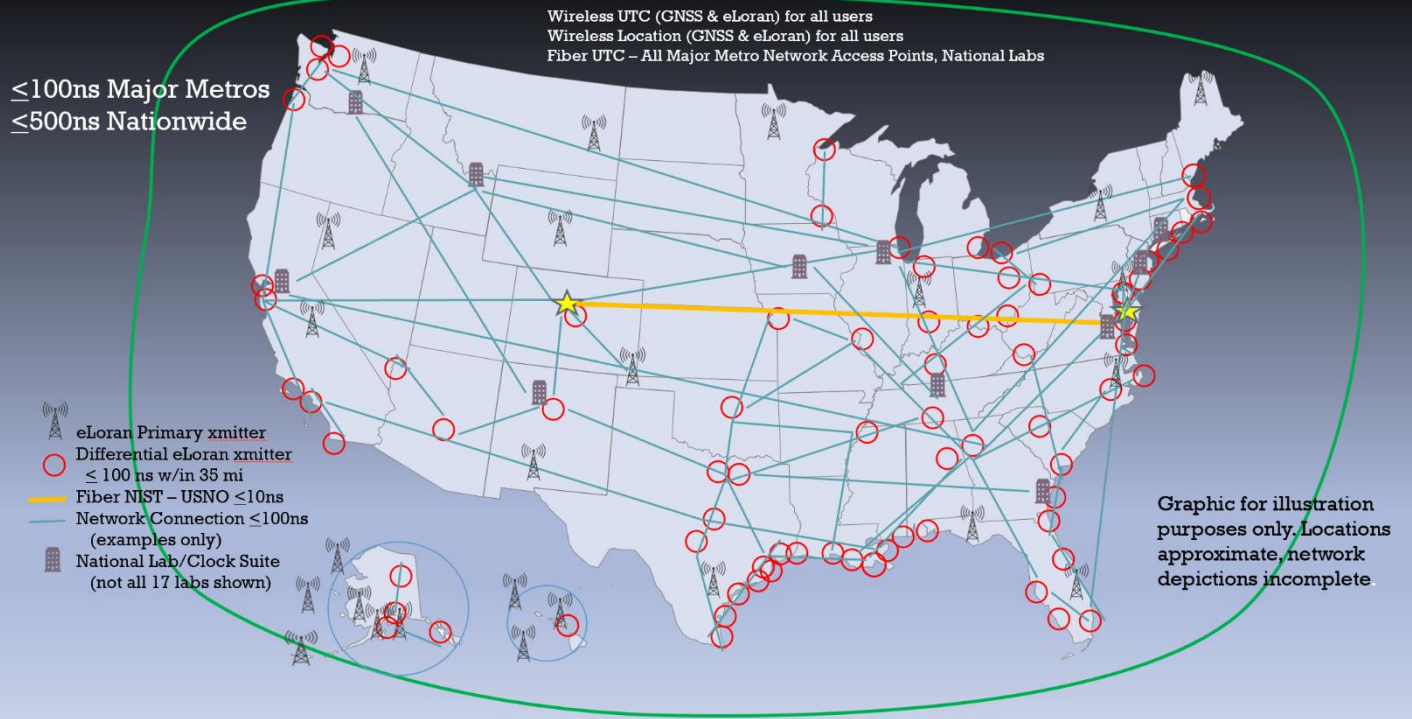 Wireless UTC (GNSS & eLoran) for all users
Wireless Location (GNSS & eLoran) for all users
Fiber UTC – All Major Metro Network Access Points, National Labs
≤100ns Major Metros
≤500ns Nationwide
eLoran Primary xmitter
Differential eLoran xmitter
≤ 100 ns w/in 35 mi
Fiber NIST – USNO ≤10ns
Network Connection ≤100ns
(examples only)
National Lab/Clock Suite
(not all 17 labs shown)
Graphic for illustration
purposes only. Locations
approximate, network
depictions incomplete.